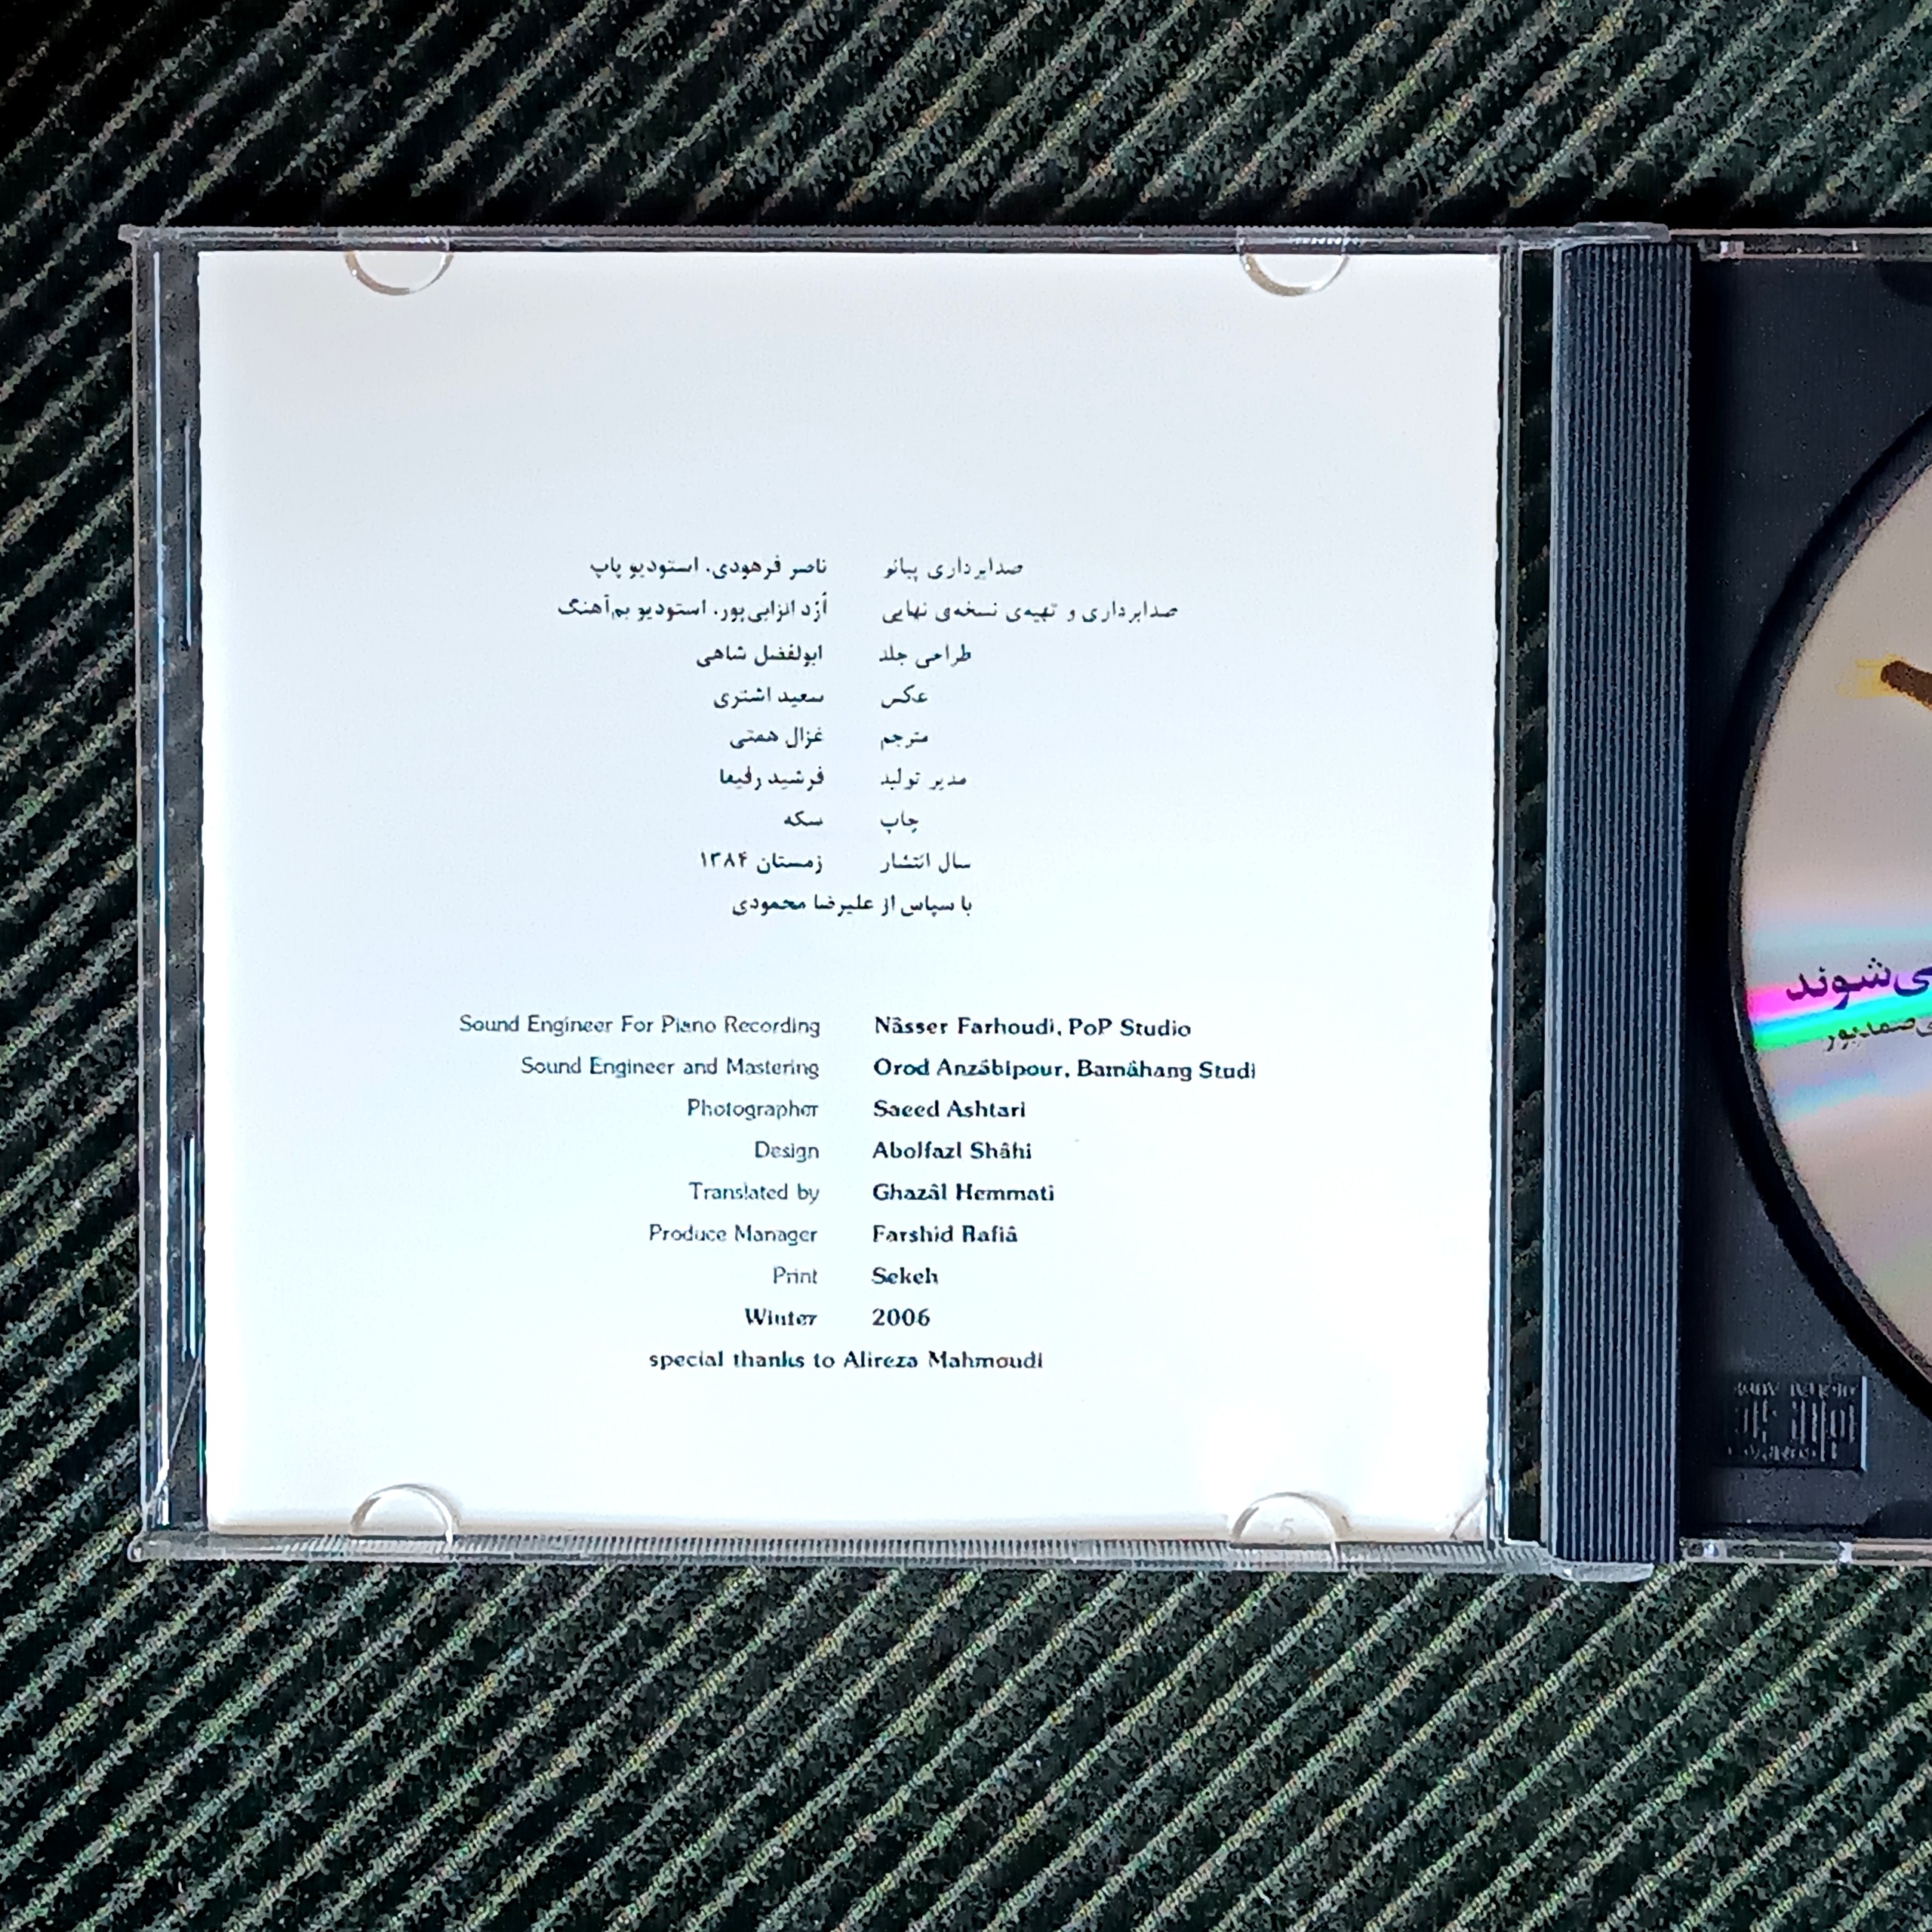 صدابرداری پیانو ناصر فرهودی، استودیو پاپ
صدابرداری و تهیه‌ی نسخه‌ی نهایی اُرُد انزابی‌پور، استودیو بم‌آهنگ
طراحی جلد ابولفضل شاهی
عکس سعید اشتری
مترجم غزال همتی
مدیر تولید فرشید رفیعا
چاپ سکه
سال انتشار زمستان ۱۳۸۴
با سپاس از علیرضا محمودی
Sound Engineer For Piano Recording Nâsser Farhoudi, PoP Studio
Sound Engineer and Mastering Orod Anzâbipour, Bamâhang Studi
Photographer Saeed Ashtari
Design Abolfazl Shâhi
Translated by Ghazâl Hemmati
Produce Manager Farshid Rafiâ
Print Sekeh
Winter 2006
special thanks to Alireza Mahmoudi
ی‌شوند